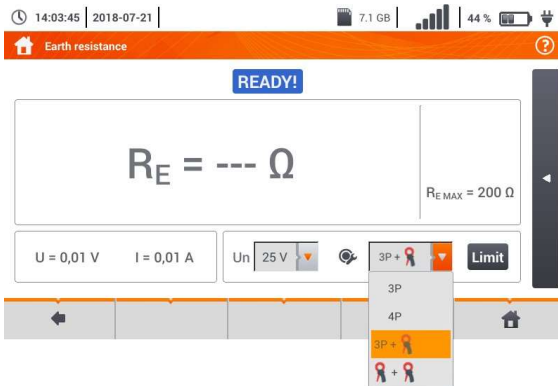 14:03:45 2018-07-21 7.1 GB 44 %
Earth resistance ?
READY!
RE = --- Ω
RE MAX = 200 Ω
U = 0,01 V I = 0,01 A Un 25 V 3P + Limit
3P
4P
3P +
+